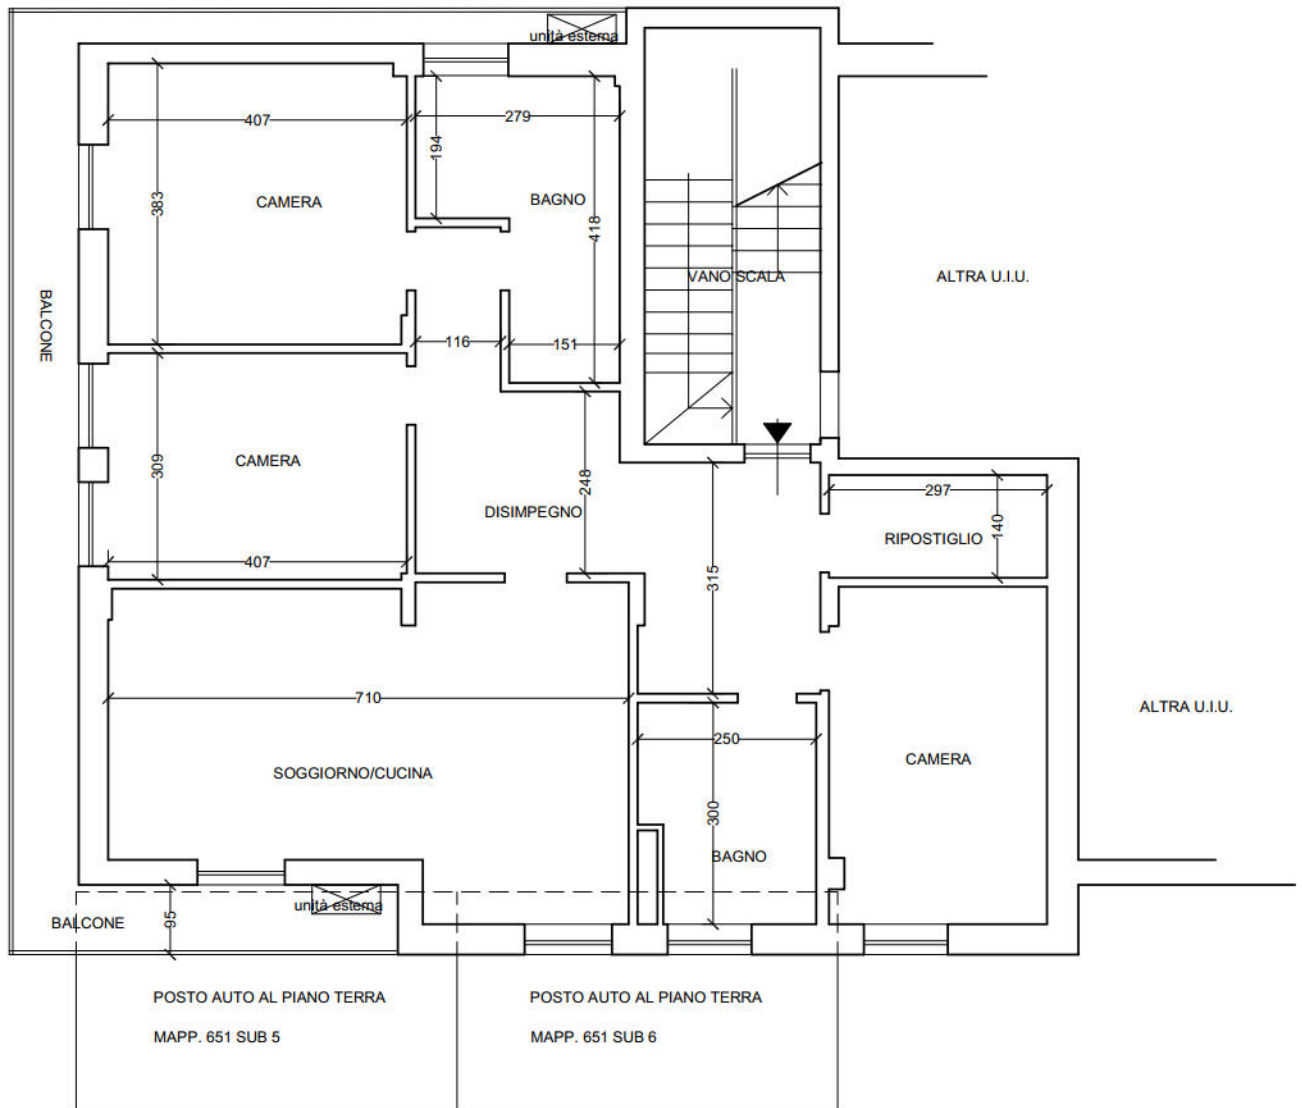 unità esterna
407
279
194
383
CAMERA
BAGNO
418
VANO SCALA
ALTRA U.I.U.
BALCONE
116
151
309
CAMERA
248
DISIMPEGNO
297
140
RIPOSTIGLIO
407
315
710
ALTRA U.I.U.
250
CAMERA
SOGGIORNO/CUCINA
300
BAGNO
unità esterna
BALCONE
95
POSTO AUTO AL PIANO TERRA
MAPP. 651 SUB 5
POSTO AUTO AL PIANO TERRA
MAPP. 651 SUB 6